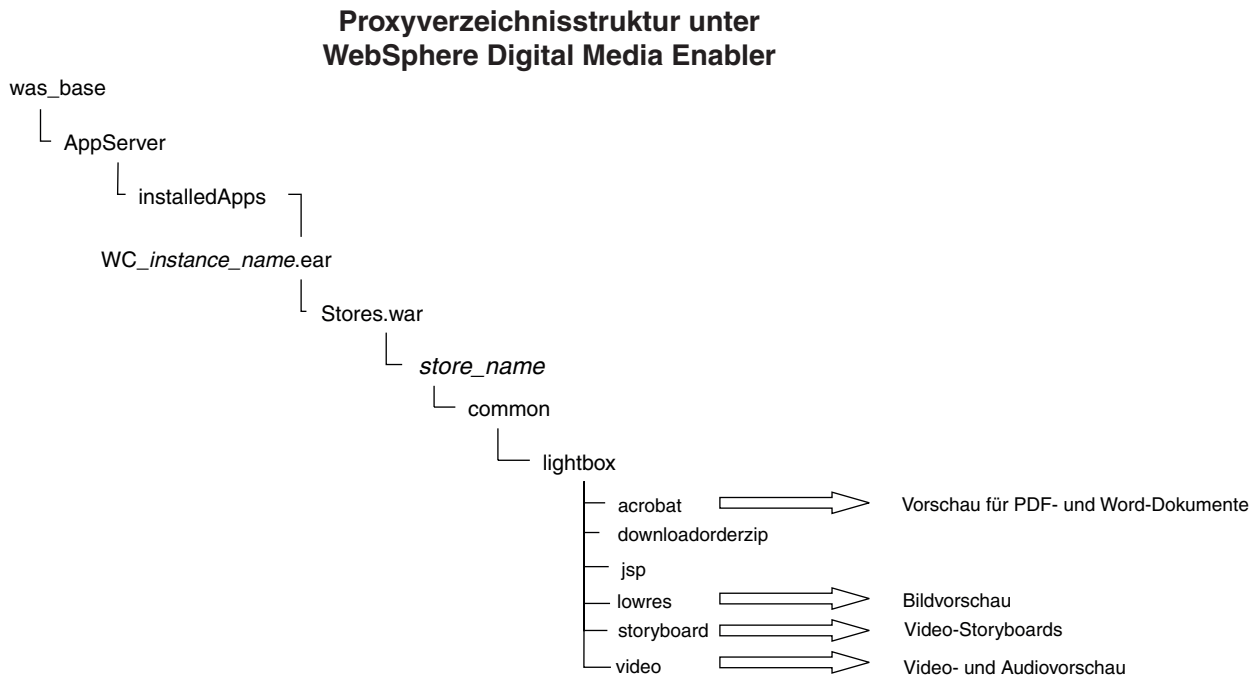 Proxyverzeichnisstruktur unter
WebSphere Digital Media Enabler
was_base
AppServer
installedApps
WC_instance_name.ear
Stores.war
store_name
common
lightbox
acrobat Vorschau für PDF- und Word-Dokumente
downloadorderzip
jsp
lowres Bildvorschau
storyboard Video-Storyboards
video Video- und Audiovorschau